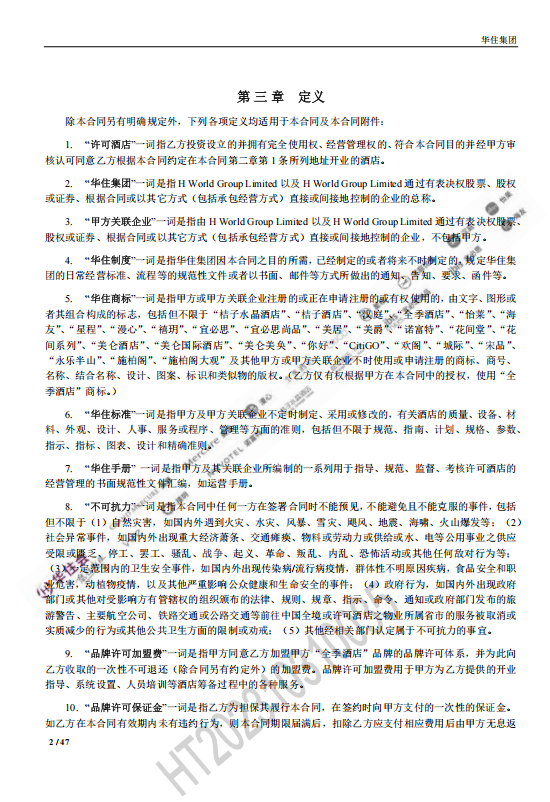 华住集团
第三章 定义
除本合同另有明确规定外，下列各项定义均适用于本合同及本合同附件：
1. “许可酒店”一词指乙方投资设立的并拥有完全使用权、经营管理权的、符合本合同目的并经甲方审
核认可同意乙方根据本合同约定在本合同第二章第 1 条所列地址开业的酒店。
2. “华住集团”一词是指 H World Group Limited 以及 H World Group Limited 通过有表决权股票、股权
或证券、根据合同或以其它方式（包括承包经营方式）直接或间接地控制的企业的总称。
3. “甲方关联企业”一词是指由 H World Group Limited 以及 H World Group Limited 通过有表决权股票、
股权或证券、根据合同或以其它方式（包括承包经营方式）直接或间接地控制的企业，不包括甲方。
4. “华住制度”一词是指华住集团因本合同之目的所需，已经制定的或者将来不时制定的，规定华住集
团的日常经营标准、流程等的规范性文件或者以书面、邮件等方式所做出的通知、告知、要求、函件等。
5. “华住商标”一词是指甲方或甲方关联企业注册的或正在申请注册的或有权使用的，由文字、图形或
者其组合构成的标志，包括但不限于“桔子水晶酒店”、“桔子酒店”、“汉庭”、“全季酒店”、“怡莱”、“海
友”、“星程”、“漫心”、“禧玥”、“宜必思”、“宜必思尚品”、“美居”、“美爵”、“诺富特”、“花间堂”、“花
间系列”、“美仑酒店”、“美仑国际酒店”、“美仑美奂”、“你好”、“CitiGO”、“欢阁”、“城际”、“宋品”、
“永乐半山”、“施柏阁”、“施柏阁大观”及其他甲方或甲方关联企业不时使用或申请注册的商标、商号、
名称、结合名称、设计、图案、标识和类似物的版权。（乙方仅有权根据甲方在本合同中的授权，使用“全
季酒店”商标。）
6. “华住标准”一词是指甲方及甲方关联企业不定时制定、采用或修改的，有关酒店的质量、设备、材
料、外观、设计、人事、服务或程序、管理等方面的准则，包括但不限于规范、指南、计划、规格、参数、
指示、指标、图表、设计和精准准则。
7. “华住手册” 一词是指甲方及其关联企业所编制的一系列用于指导、规范、监督、考核许可酒店的
经营管理的书面规范性文件汇编，如运营手册。
8. “不可抗力”一词是指本合同中任何一方在签署合同时不能预见，不能避免且不能克服的事件，包括
但不限于（1）自然灾害，如国内外遇到火灾、水灾、风暴、雪灾、飓风、地震、海啸、火山爆发等；（2）
社会异常事件，如国内外出现重大经济萧条、交通瘫痪、物料或劳动力或供给或水、电等公用事业之供应
受限或匮乏、停工、罢工、骚乱、战争、起义、革命、叛乱、内乱、恐怖活动或其他任何敌对行为等；
（3）一定范围内的卫生安全事件，如国内外出现传染病/流行病疫情，群体性不明原因疾病，食品安全和职
业危害，动植物疫情，以及其他严重影响公众健康和生命安全的事件；（4）政府行为，如国内外出现政府
部门或其他对受影响方有管辖权的组织颁布的法律、规则、规章、指示、命令、通知或政府部门发布的旅
游警告、主要航空公司、铁路交通或公路交通等前往中国全境或许可酒店之物业所属省市的服务被取消或
实质减少的行为或其他公共卫生方面的限制或劝戒；（5）其他经相关部门认定属于不可抗力的事宜。
9. “品牌许可加盟费”一词是指甲方同意乙方加盟甲方“全季酒店”品牌的品牌许可体系，并为此向
乙方收取的一次性不可退还（除合同另有约定外）的加盟费。品牌许可加盟费用于甲方为乙方提供的开业
指导、系统设置、人员培训等酒店筹备过程中的各种服务。
10. “品牌许可保证金”一词是指乙方为担保其履行本合同，在签约时向甲方支付的一次性的保证金。
如乙方在本合同有效期内未有违约行为，则本合同期限届满后，扣除乙方应支付相应费用后由甲方无息返
2 / 47